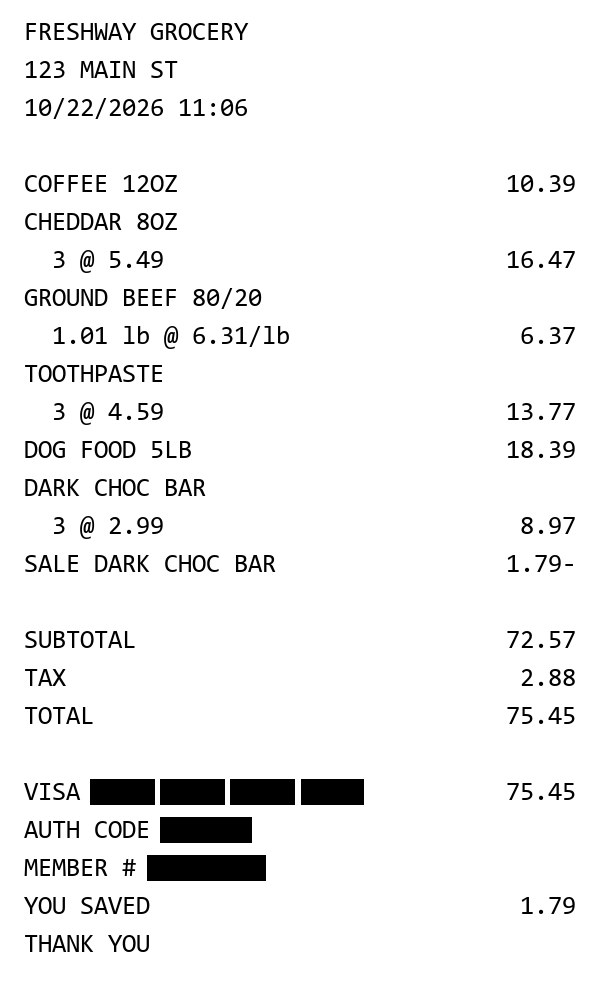 FRESHWAY GROCERY
123 MAIN ST
10/22/2026 11:06
COFFEE 12OZ 10.39
CHEDDAR 8OZ
3 @ 5.49 16.47
GROUND BEEF 80/20
1.01 lb @ 6.31/lb 6.37
TOOTHPASTE
3 @ 4.59 13.77
DOG FOOD 5LB 18.39
DARK CHOC BAR
3 @ 2.99 8.97
SALE DARK CHOC BAR 1.79-
SUBTOTAL 72.57
TAX 2.88
TOTAL 75.45
VISA 75.45
AUTH CODE
MEMBER #
YOU SAVED 1.79
THANK YOU